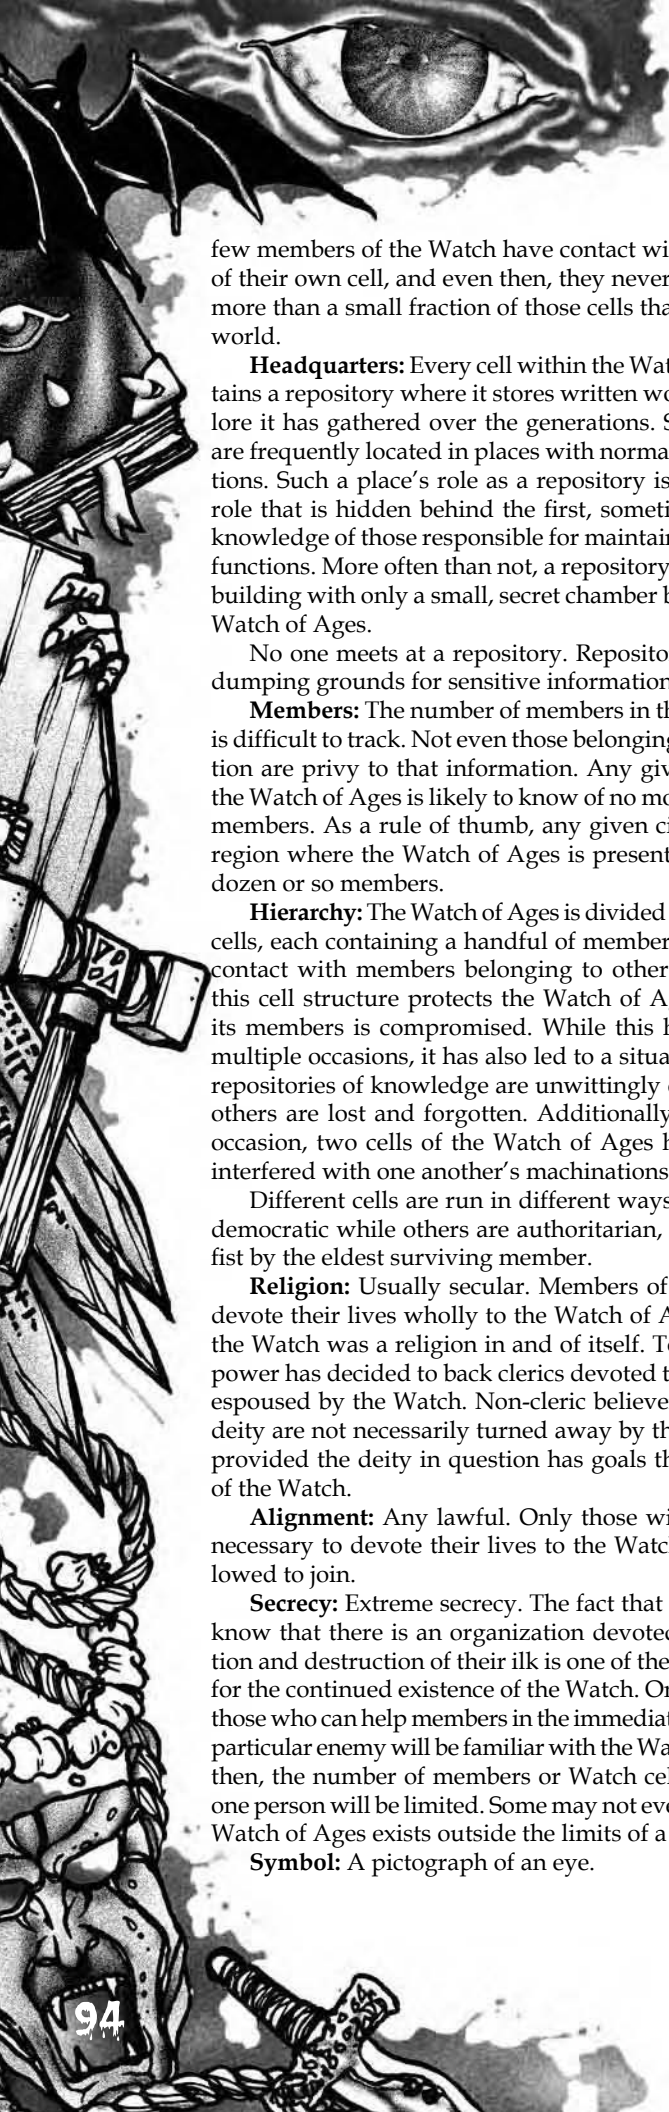 few members of the Watch have contact wi
of their own cell, and even then, they never
more than a small fraction of those cells tha
world.
Headquarters: Every cell within the Wat
tains a repository where it stores written wo
lore it has gathered over the generations. S
are frequently located in places with norma
tions. Such a place’s role as a repository is
role that is hidden behind the first, someti
knowledge of those responsible for maintai
functions. More often than not, a repository
building with only a small, secret chamber b
Watch of Ages.
No one meets at a repository. Reposito
dumping grounds for sensitive information
Members: The number of members in th
is difficult to track. Not even those belonging
tion are privy to that information. Any giv
the Watch of Ages is likely to know of no mo
members. As a rule of thumb, any given ci
region where the Watch of Ages is present
dozen or so members.
Hierarchy: The Watch of Ages is divided
cells, each containing a handful of member
contact with members belonging to other
this cell structure protects the Watch of A
its members is compromised. While this h
multiple occasions, it has also led to a situa
repositories of knowledge are unwittingly
others are lost and forgotten. Additionally
occasion, two cells of the Watch of Ages h
interfered with one another’s machinations
Different cells are run in different ways
democratic while others are authoritarian,
fist by the eldest surviving member.
Religion: Usually secular. Members of
devote their lives wholly to the Watch of A
the Watch was a religion in and of itself. T
power has decided to back clerics devoted t
espoused by the Watch. Non-cleric believe
deity are not necessarily turned away by th
provided the deity in question has goals th
of the Watch.
Alignment: Any lawful. Only those wi
necessary to devote their lives to the Watc
lowed to join.
Secrecy: Extreme secrecy. The fact that
know that there is an organization devoted
tion and destruction of their ilk is one of the
for the continued existence of the Watch. On
those who can help members in the immediat
particular enemy will be familiar with the Wa
then, the number of members or Watch cel
one person will be limited. Some may not eve
Watch of Ages exists outside the limits of a
Symbol: A pictograph of an eye.
94